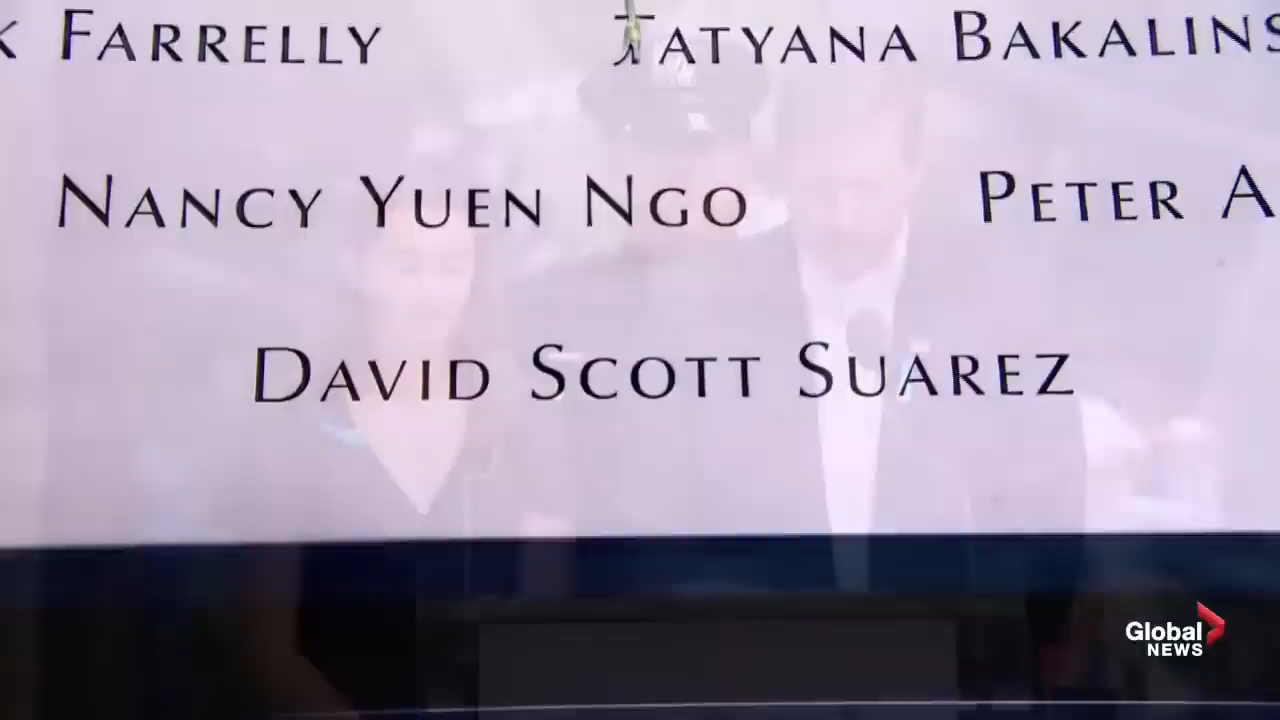 K FARRELLY TATYANA BAKALINS
NANCY YUEN NGO PETER A
DAVID SCOTT SUAREZ
Global
NEWS